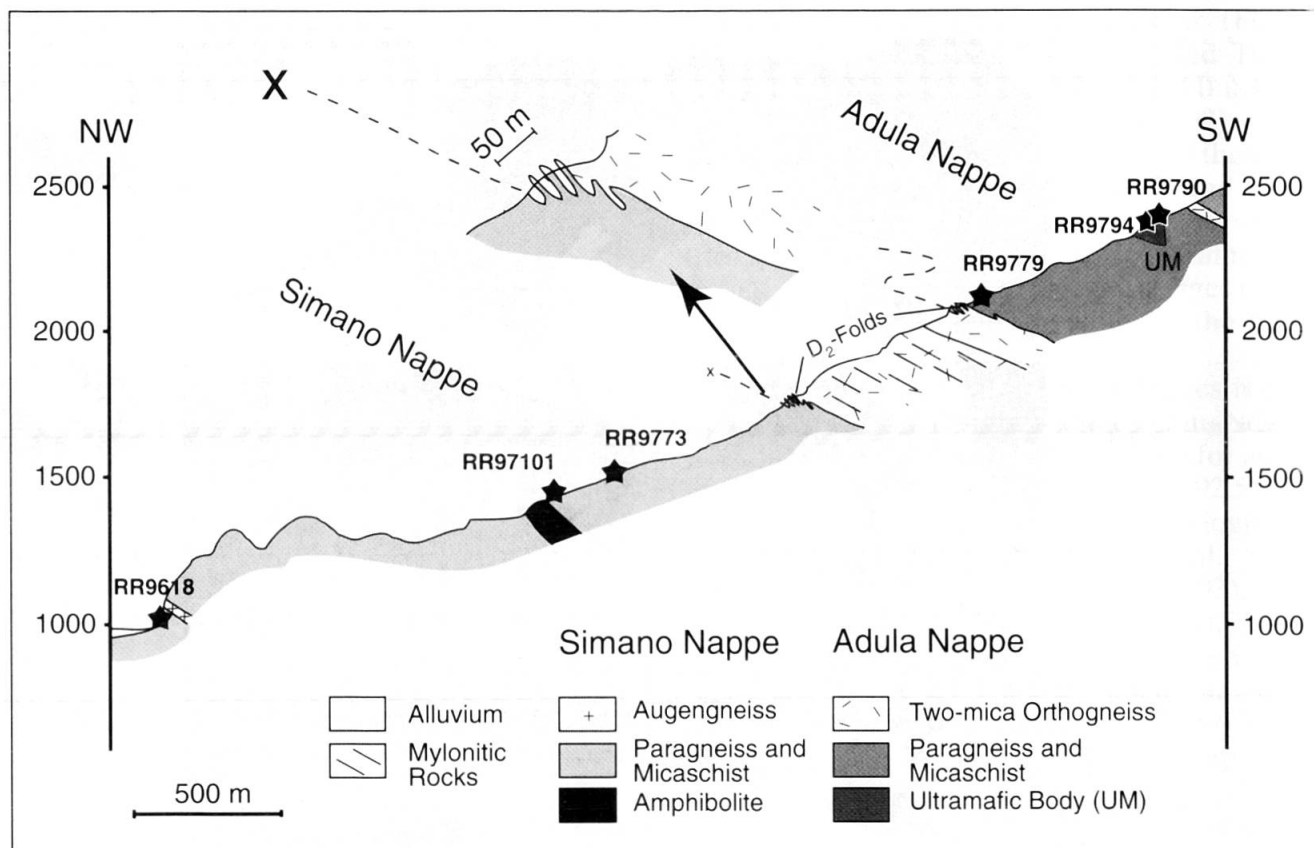 X
50 m
NW
Adula Nappe
SW
2500
2500
RR9790
RR9794
UM
RR9779
Simano Nappe
2000
2000
D2-Folds
x
RR9773
RR97101
1500
1500
RR9618
1000
1000
Simano Nappe
Adula Nappe
Alluvium
Augengneiss
Two-mica Orthogneiss
Mylonitic
Rocks
Paragneiss and
Micaschist
Paragneiss and
Micaschist
Amphibolite
Ultramafic Body (UM)
500 m